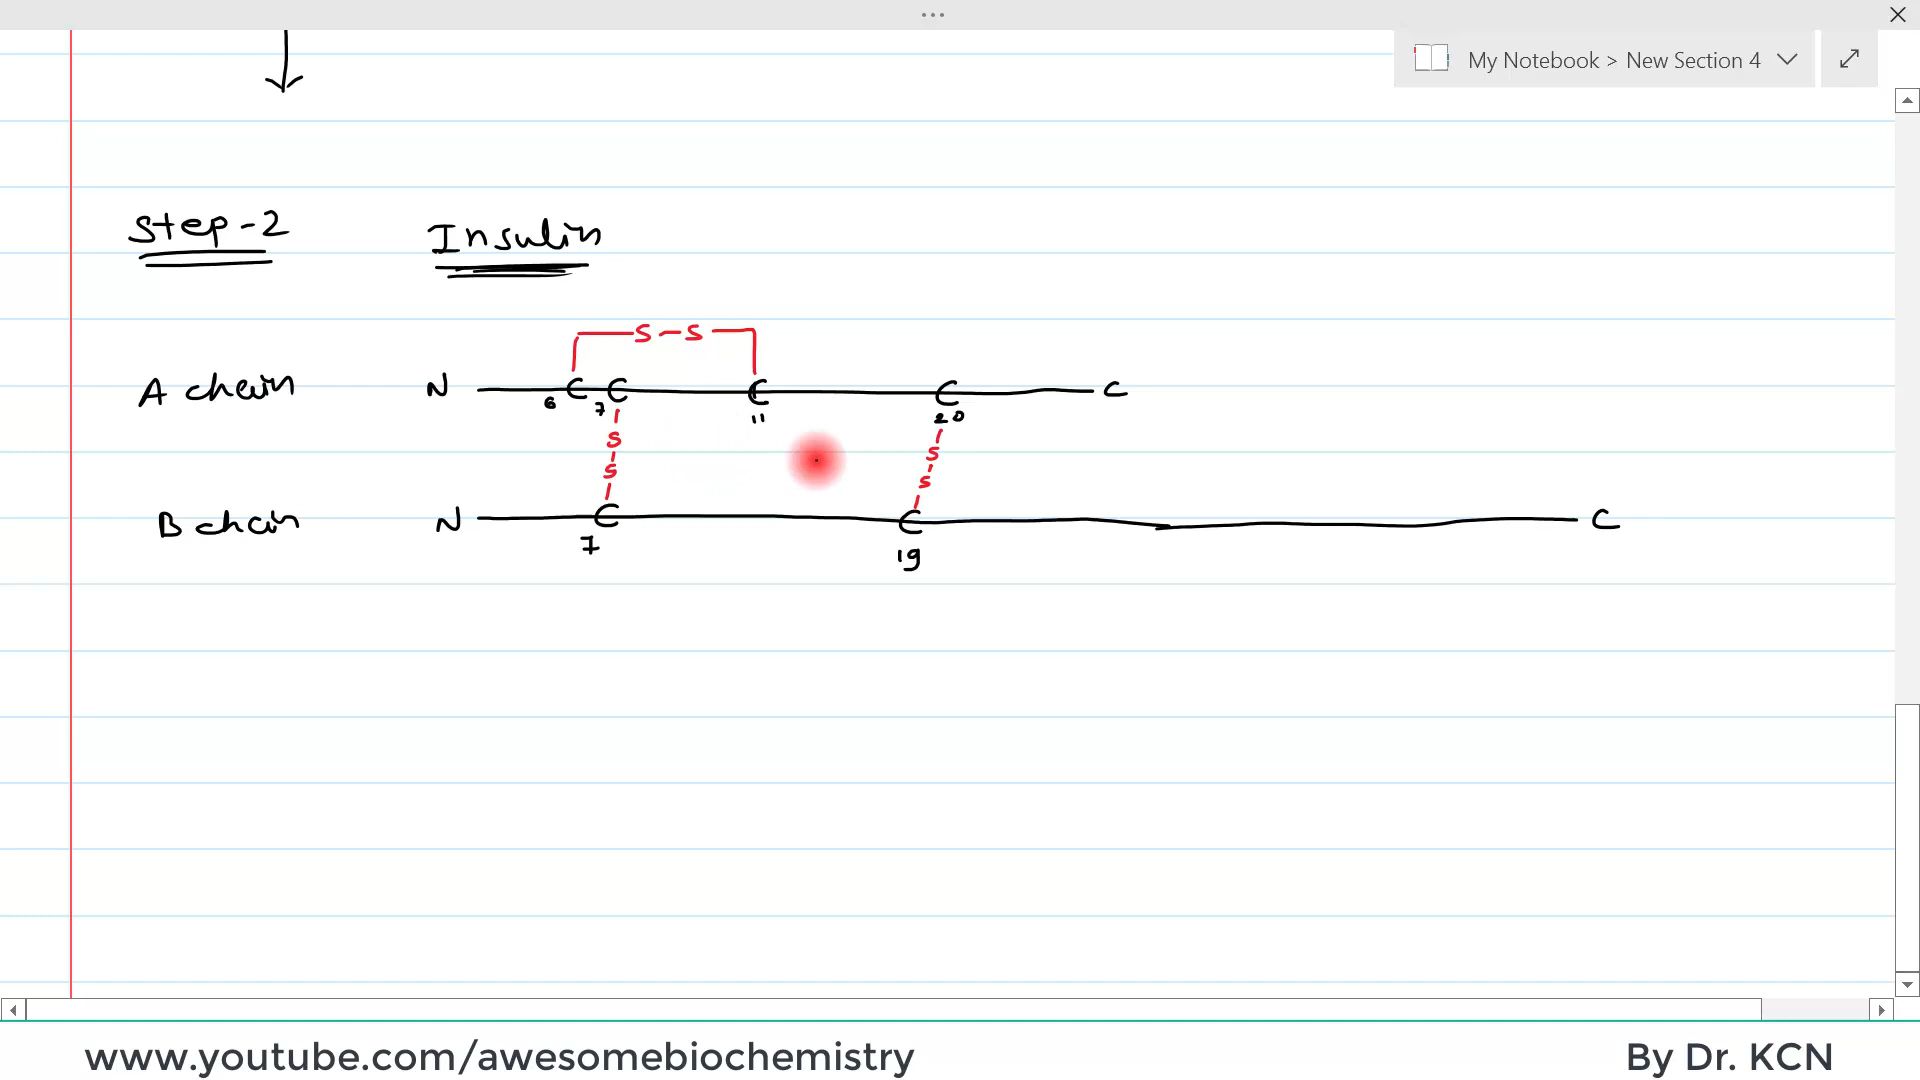 My Notebook > New Section 4
Step-2 Insulin
S-S
A chain N C C C C C
6 7 11 20
S S
S S
B chain N C C C
7 19
www.youtube.com/awesomebiochemistry By Dr. KCN